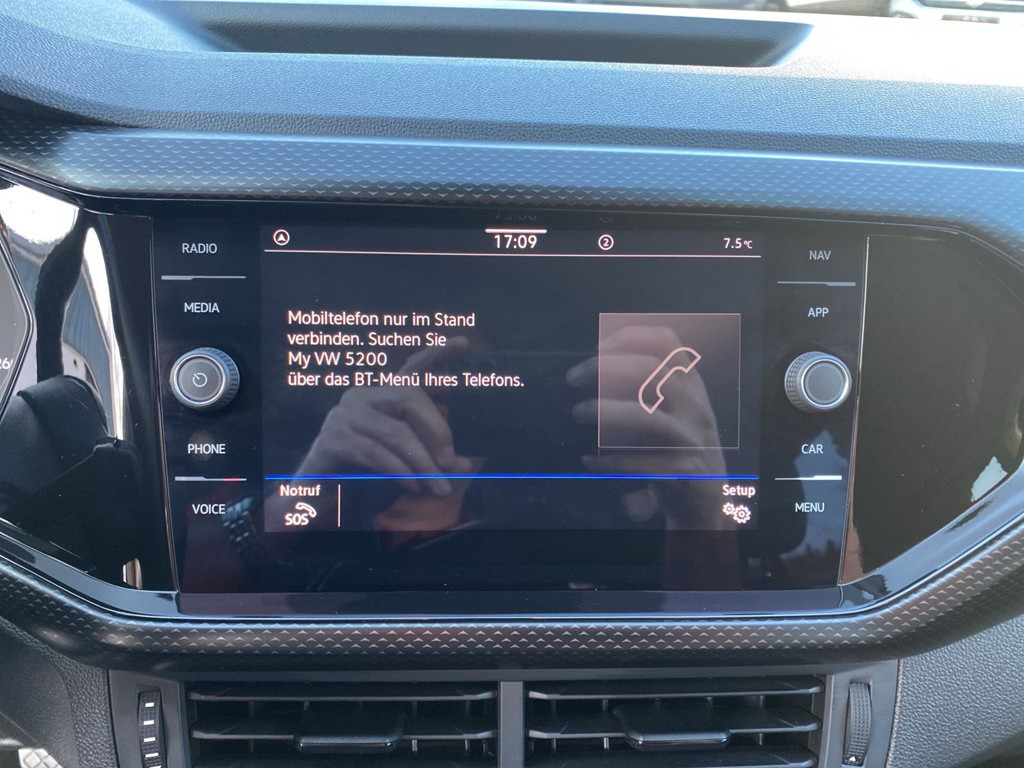 RADIO
MEDIA
PHONE
VOICE
17:09
2
7.5°C
Mobiltelefon nur im Stand
verbinden. Suchen Sie
My VW 5200
über das BT-Menü Ihres Telefons.
Notruf
SOS
Setup
NAV
APP
CAR
MENU